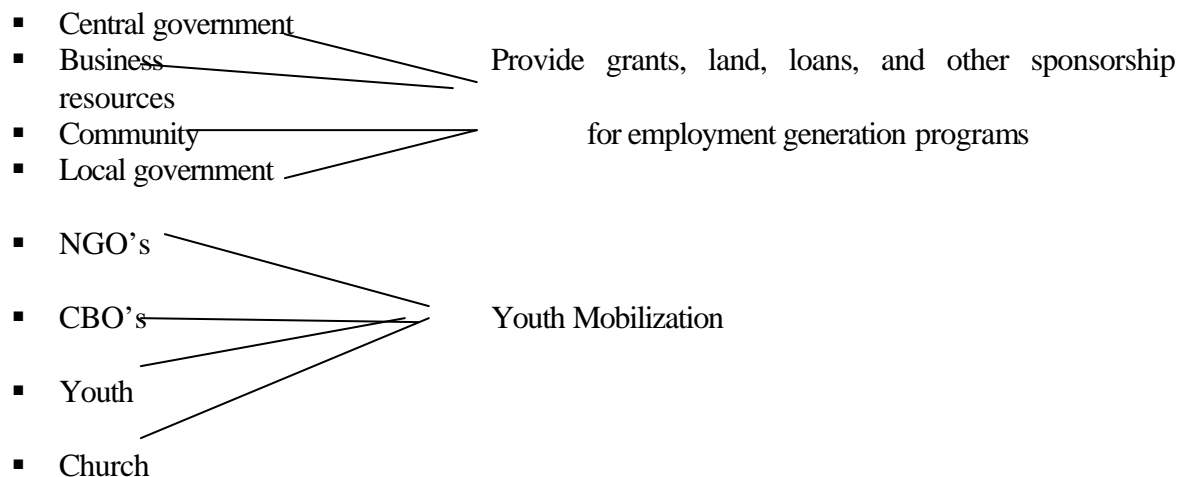 ▪ Central government
▪ Business Provide grants, land, loans, and other sponsorship
resources
▪ Community for employment generation programs
▪ Local government
▪ NGO’s
▪ CBO’s Youth Mobilization
▪ Youth
▪ Church